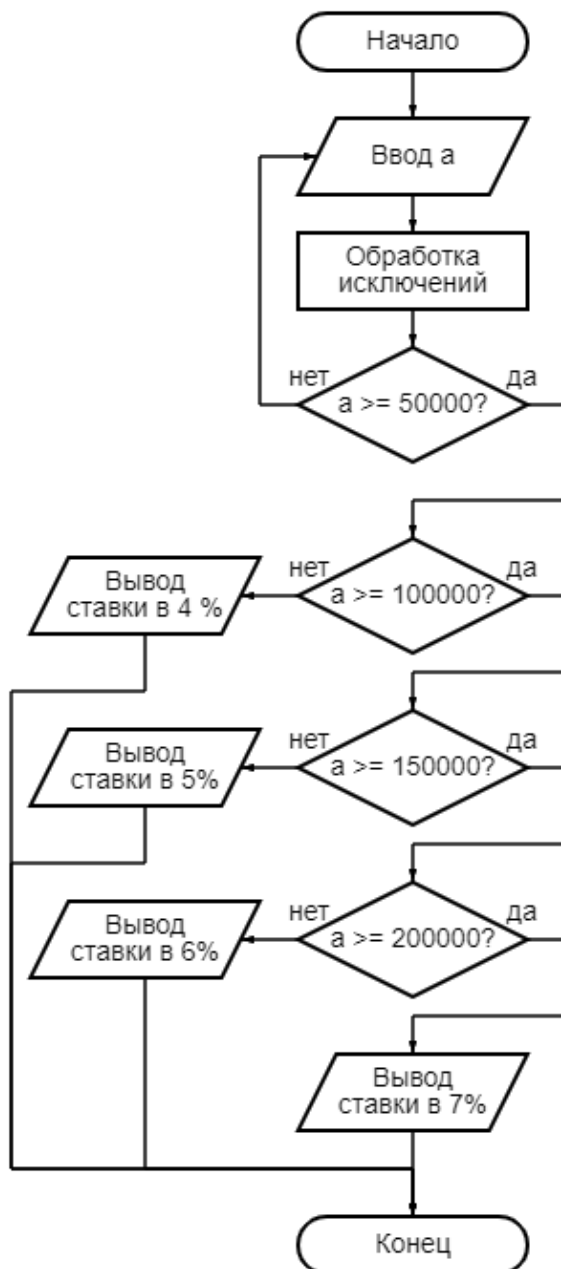 Начало
Ввод a
Обработка
исключений
нет
да
a >= 50000?
нет
да
a >= 100000?
Вывод
ставки в 4 %
нет
да
a >= 150000?
Вывод
ставки в 5%
нет
да
a >= 200000?
Вывод
ставки в 6%
Вывод
ставки в 7%
Конец